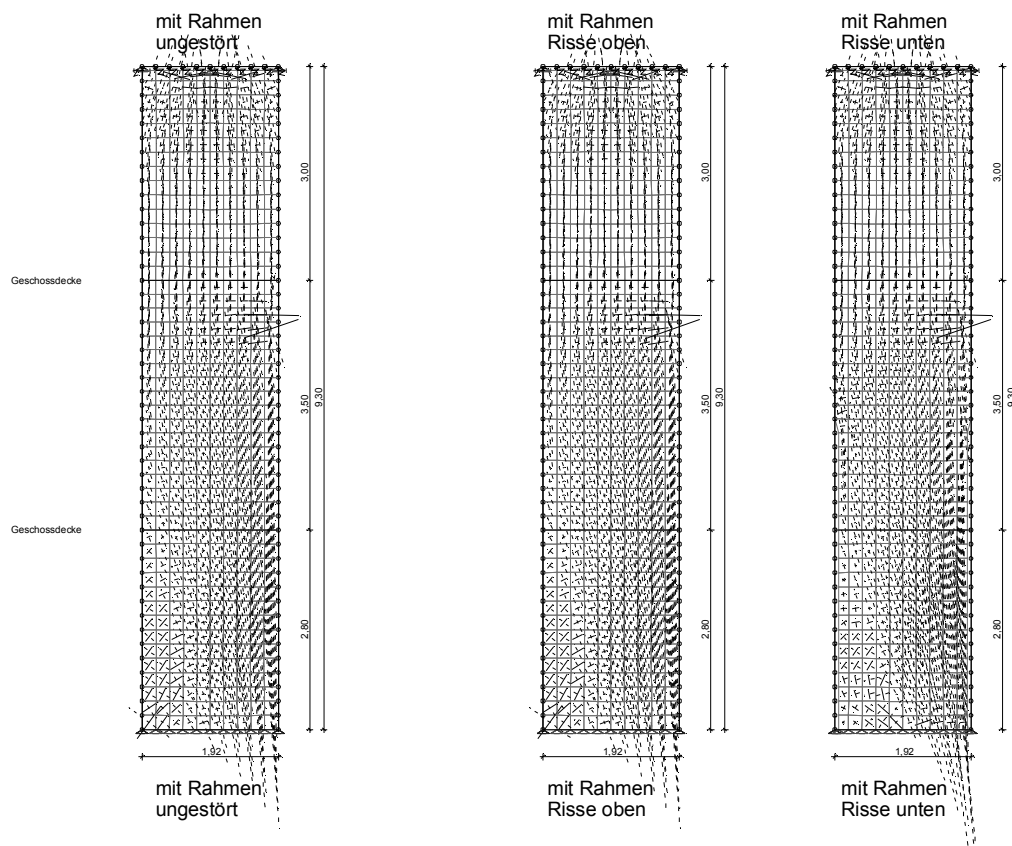 mit Rahmen
ungestört
mit Rahmen
Risse oben
mit Rahmen
Risse unten
3,00
3,00
3,00
Geschossdecke
3,50
9,30
3,50
9,30
3,50
9,30
Geschossdecke
2,80
2,80
2,80
1,92
1,92
1,92
mit Rahmen
ungestört
mit Rahmen
Risse oben
mit Rahmen
Risse unten